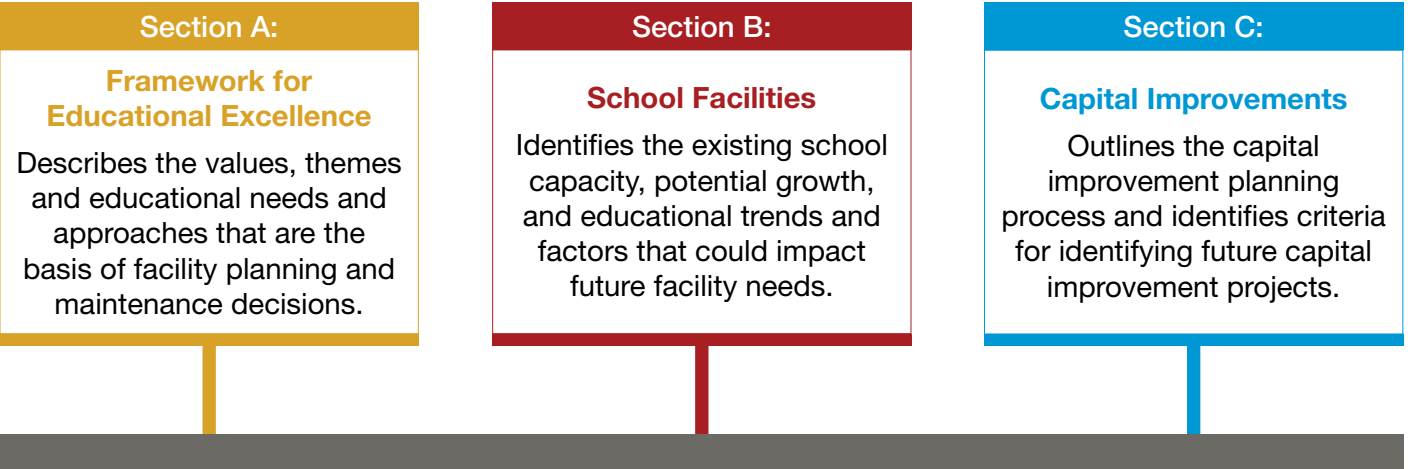 Section A:
Framework for
Educational Excellence
Describes the values, themes
and educational needs and
approaches that are the
basis of facility planning and
maintenance decisions.
Section B:
School Facilities
Identifies the existing school
capacity, potential growth,
and educational trends and
factors that could impact
future facility needs.
Section C:
Capital Improvements
Outlines the capital
improvement planning
process and identifies criteria
for identifying future capital
improvement projects.